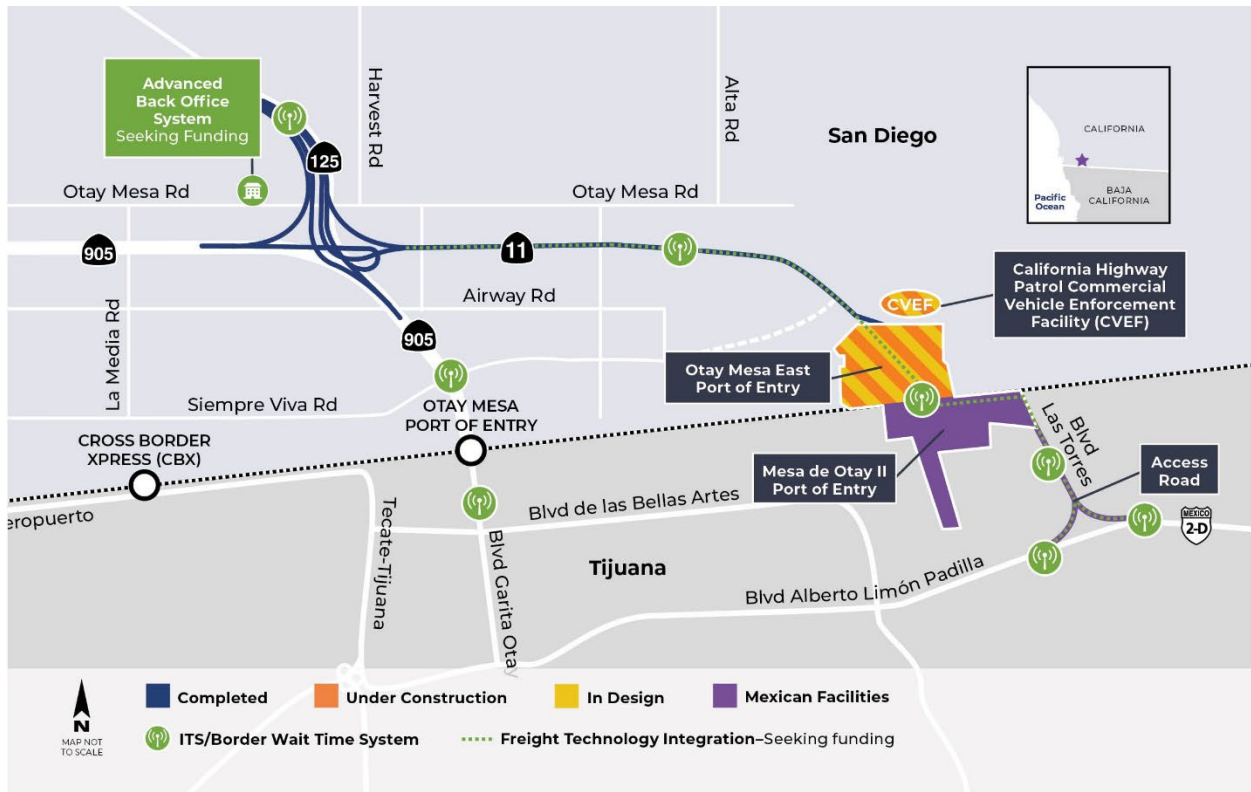 Advanced
Back Office
System
Seeking Funding
125
Harvest Rd
Alta Rd
San Diego
CALIFORNIA
BAJA
CALIFORNIA
Pacific
Ocean
Otay Mesa Rd
Otay Mesa Rd
905
11
La Media Rd
Airway Rd
905
CVEF
California Highway
Patrol Commercial
Vehicle Enforcement
Facility (CVEF)
Otay Mesa East
Port of Entry
Siempre Viva Rd
OTAY MESA
PORT OF ENTRY
CROSS BORDER
XPRESS (CBX)
Mesa de Otay II
Port of Entry
Blvd
Las Torres
Access
Road
eropuerto
Tecate-Tijuana
Blvd de las Bellas Artes
Blvd Garita Otay
MEXICO
2-D
Tijuana
Blvd Alberto Limón Padilla
N
MAP NOT
TO SCALE
Completed
Under Construction
In Design
Mexican Facilities
ITS/Border Wait Time System
Freight Technology Integration–Seeking funding